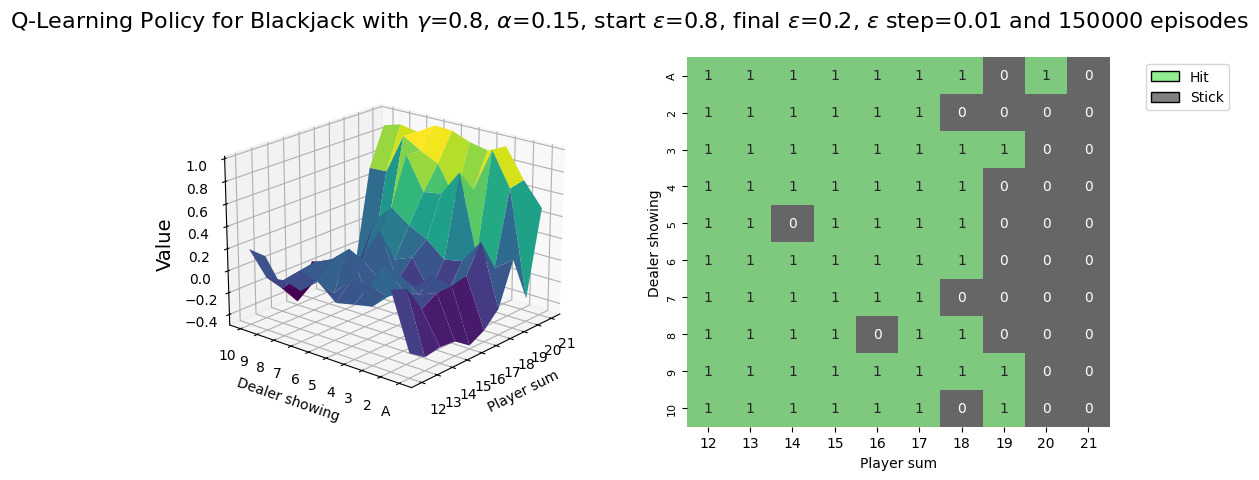 Q-Learning Policy for Blackjack with γ=0.8, α=0.15, start ε=0.8, final ε=0.2, ε step=0.01 and 150000 episodes
1.0
0.8
0.6
0.4
0.2
0.0
−0.2
−0.4
Value
10 9 8 7 6 5 4 3 2 A
Dealer showing
12 13 14 15 16 17 18 19 20 21
Player sum
Dealer showing
A 1 1 1 1 1 1 1 0 1 0
2 1 1 1 1 1 1 0 0 0 0
3 1 1 1 1 1 1 1 1 0 0
4 1 1 1 1 1 1 1 0 0 0
5 1 1 0 1 1 1 1 0 0 0
6 1 1 1 1 1 1 1 0 0 0
7 1 1 1 1 1 1 0 0 0 0
8 1 1 1 1 0 1 1 0 0 0
9 1 1 1 1 1 1 1 1 0 0
10 1 1 1 1 1 1 0 1 0 0
12 13 14 15 16 17 18 19 20 21
Player sum
Hit
Stick